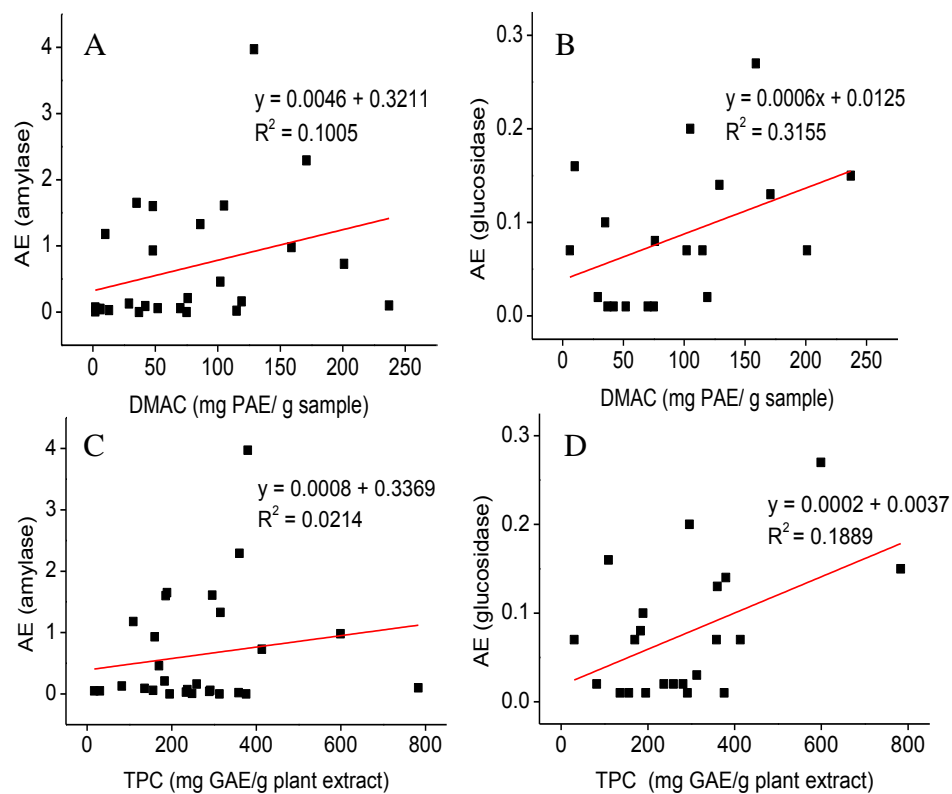 A
y = 0.0046 + 0.3211
R² = 0.1005
AE (amylase)
4
3
2
1
0
0 50 100 150 200 250
DMAC (mg PAE/ g sample)
B
y = 0.0006x + 0.0125
R² = 0.3155
AE (glucosidase)
0.3
0.2
0.1
0.0
0 50 100 150 200 250
DMAC (mg PAE/ g sample)
C
y = 0.0008 + 0.3369
R² = 0.0214
AE (amylase)
4
3
2
1
0
0 200 400 600 800
TPC (mg GAE/g plant extract)
D
y = 0.0002 + 0.0037
R² = 0.1889
AE (glucosidase)
0.3
0.2
0.1
0.0
0 200 400 600 800
TPC (mg GAE/g plant extract)